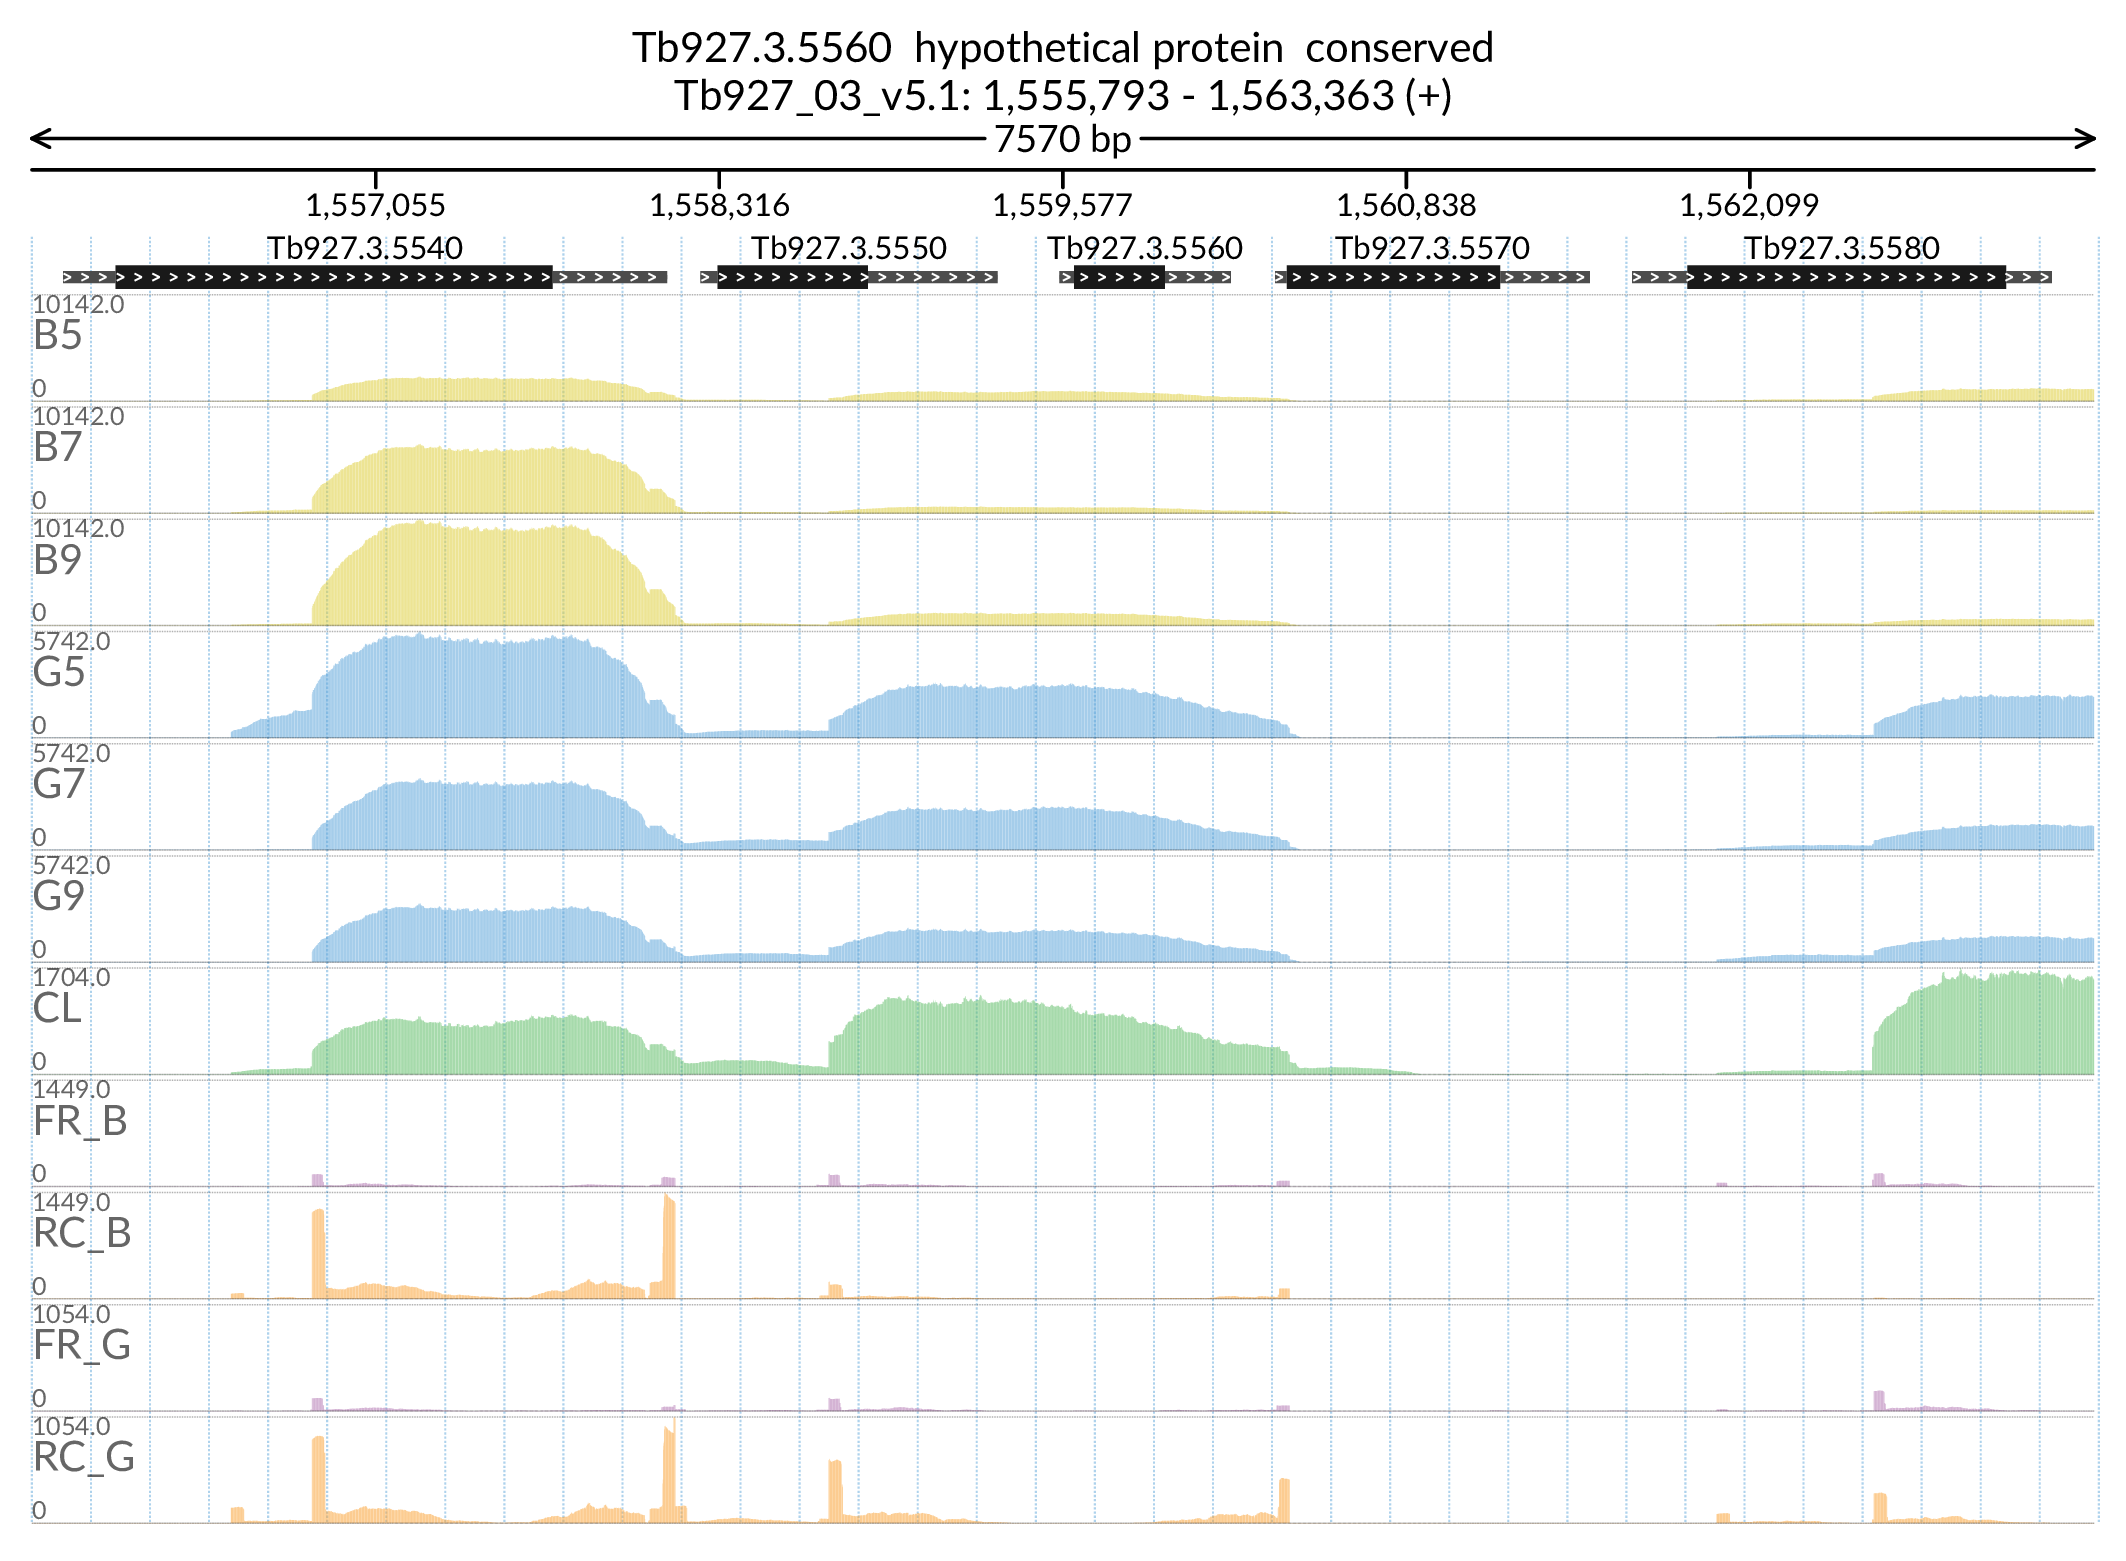 Tb927.3.5560  hypothetical protein  conserved
Tb927_03_v5.1: 1,555,793 - 1,563,363 (+)
7570 bp
1,557,055 1,558,316 1,559,577 1,560,838 1,562,099
Tb927.3.5540 Tb927.3.5550 Tb927.3.5560 Tb927.3.5570 Tb927.3.5580
10142.0
B5
0
10142.0
B7
0
10142.0
B9
0
5742.0
G5
0
5742.0
G7
0
5742.0
G9
0
1704.0
CL
0
1449.0
FR_B
0
1449.0
RC_B
0
1054.0
FR_G
0
1054.0
RC_G
0